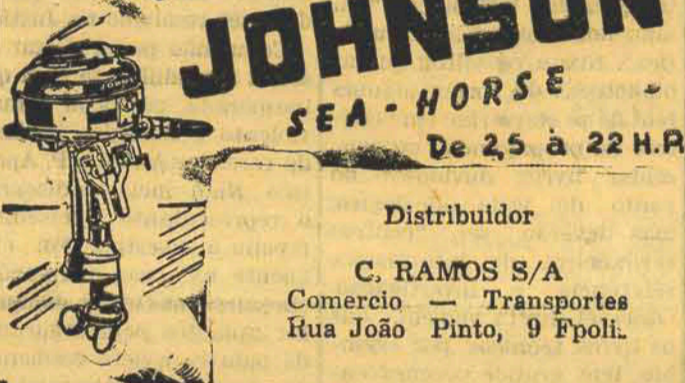 JOHNSON
SEA-HORSE
De 2,5 à 22 H.P.
Distribuidor
C, RAMOS S/A
Comercio — Transportes
Rua João Pinto, 9 Fpolis.